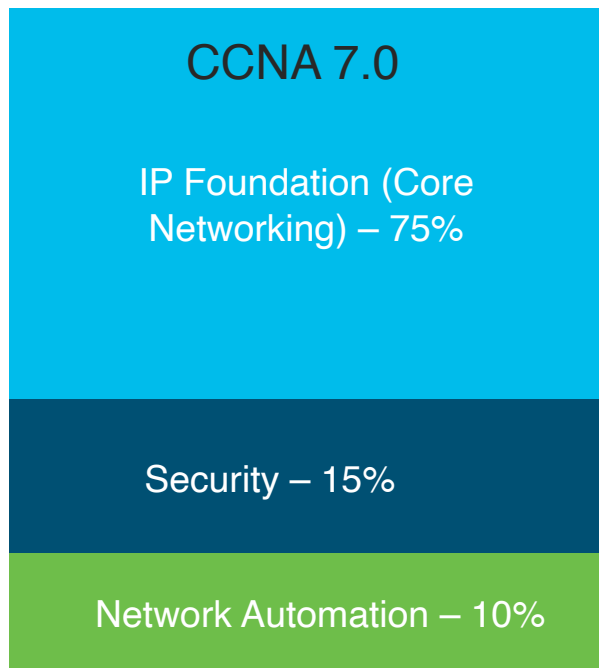 CCNA 7.0
IP Foundation (Core
Networking) – 75%
Security – 15%
Network Automation – 10%